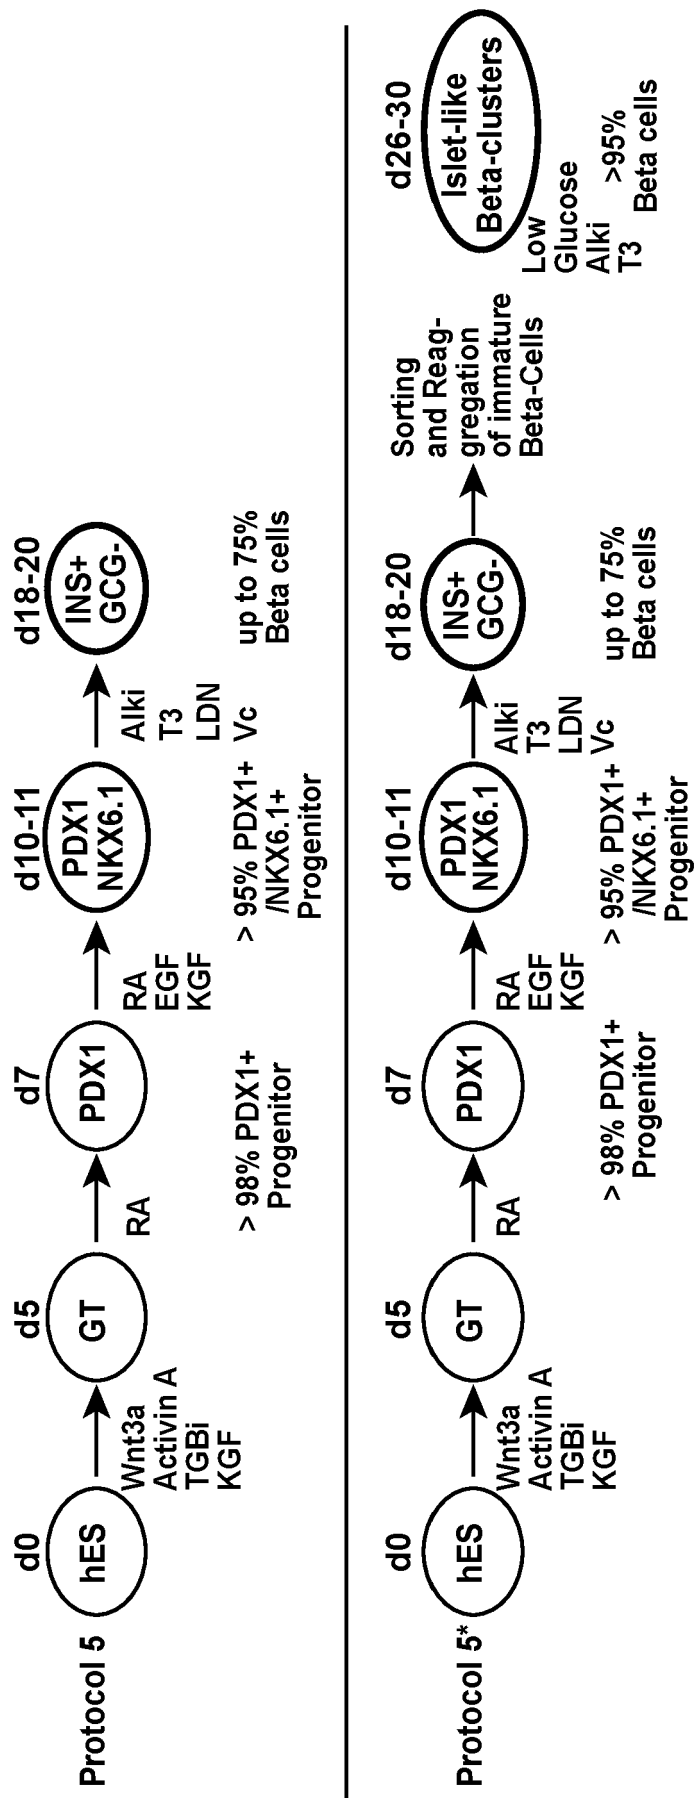 Protocol 5
d0
hES
Wnt3a
Activin A
TGBi
KGF
d5
GT
RA
d7
PDX1
> 98% PDX1+
Progenitor
RA
EGF
KGF
d10-11
PDX1
NKX6.1
> 95% PDX1+
/NKX6.1+
Progenitor
Alki
T3
LDN
Vc
d18-20
INS+
GCG-
up to 75%
Beta cells
Protocol 5*
d0
hES
Wnt3a
Activin A
TGBi
KGF
d5
GT
RA
d7
PDX1
> 98% PDX1+
Progenitor
RA
EGF
KGF
d10-11
PDX1
NKX6.1
> 95% PDX1+
/NKX6.1+
Progenitor
Alki
T3
LDN
Vc
d18-20
INS+
GCG-
up to 75%
Beta cells
Sorting
and Reag-
gregation
of immature
Beta-Cells
d26-30
Islet-like
Beta-clusters
Low
Glucose
Alki
T3
>95%
Beta cells